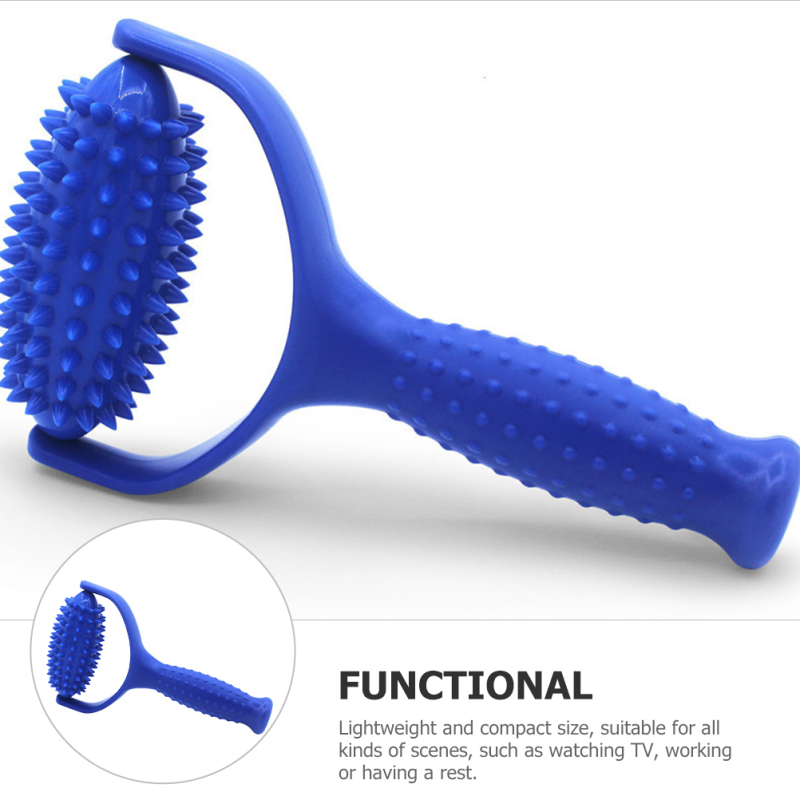 FUNCTIONAL
Lightweight and compact size, suitable for all
kinds of scenes, such as watching TV, working
or having a rest.